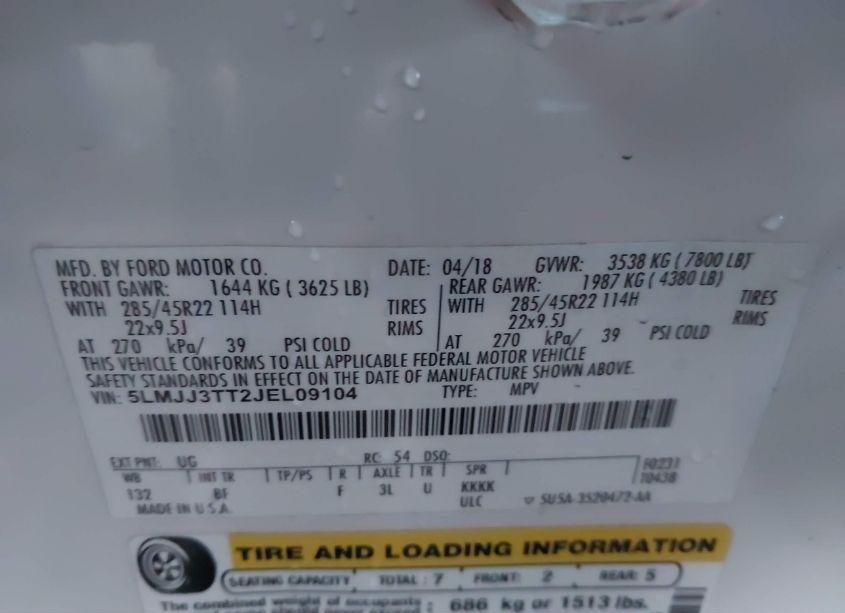 MFD. BY FORD MOTOR CO. DATE: 04/18 GVWR: 3538 KG ( 7800 LB)
FRONT GAWR: 1644 KG ( 3625 LB) REAR GAWR: 1987 KG ( 4380 LB)
WITH 285/45R22 114H TIRES WITH 285/45R22 114H TIRES
22x9.5J RIMS 22x9.5J RIMS
AT 270 kPa/ 39 PSI COLD AT 270 kPa/ 39 PSI COLD
THIS VEHICLE CONFORMS TO ALL APPLICABLE FEDERAL MOTOR VEHICLE
SAFETY STANDARDS IN EFFECT ON THE DATE OF MANUFACTURE SHOWN ABOVE.
VIN: 5LMJJ3TT2JEL09104 TYPE: MPV
EXT PNT: UG RC: 54 DSO:
WB INT TR TP/PS R AXLE TR SPR
132 BF F 3L U KKKK
MADE IN U.S.A. ULC
TIRE AND LOADING INFORMATION
SEATING CAPACITY TOTAL : 7 FRONT: 2 REAR: 5
The combined weight of occupants : 686 kg or 1513 lbs.